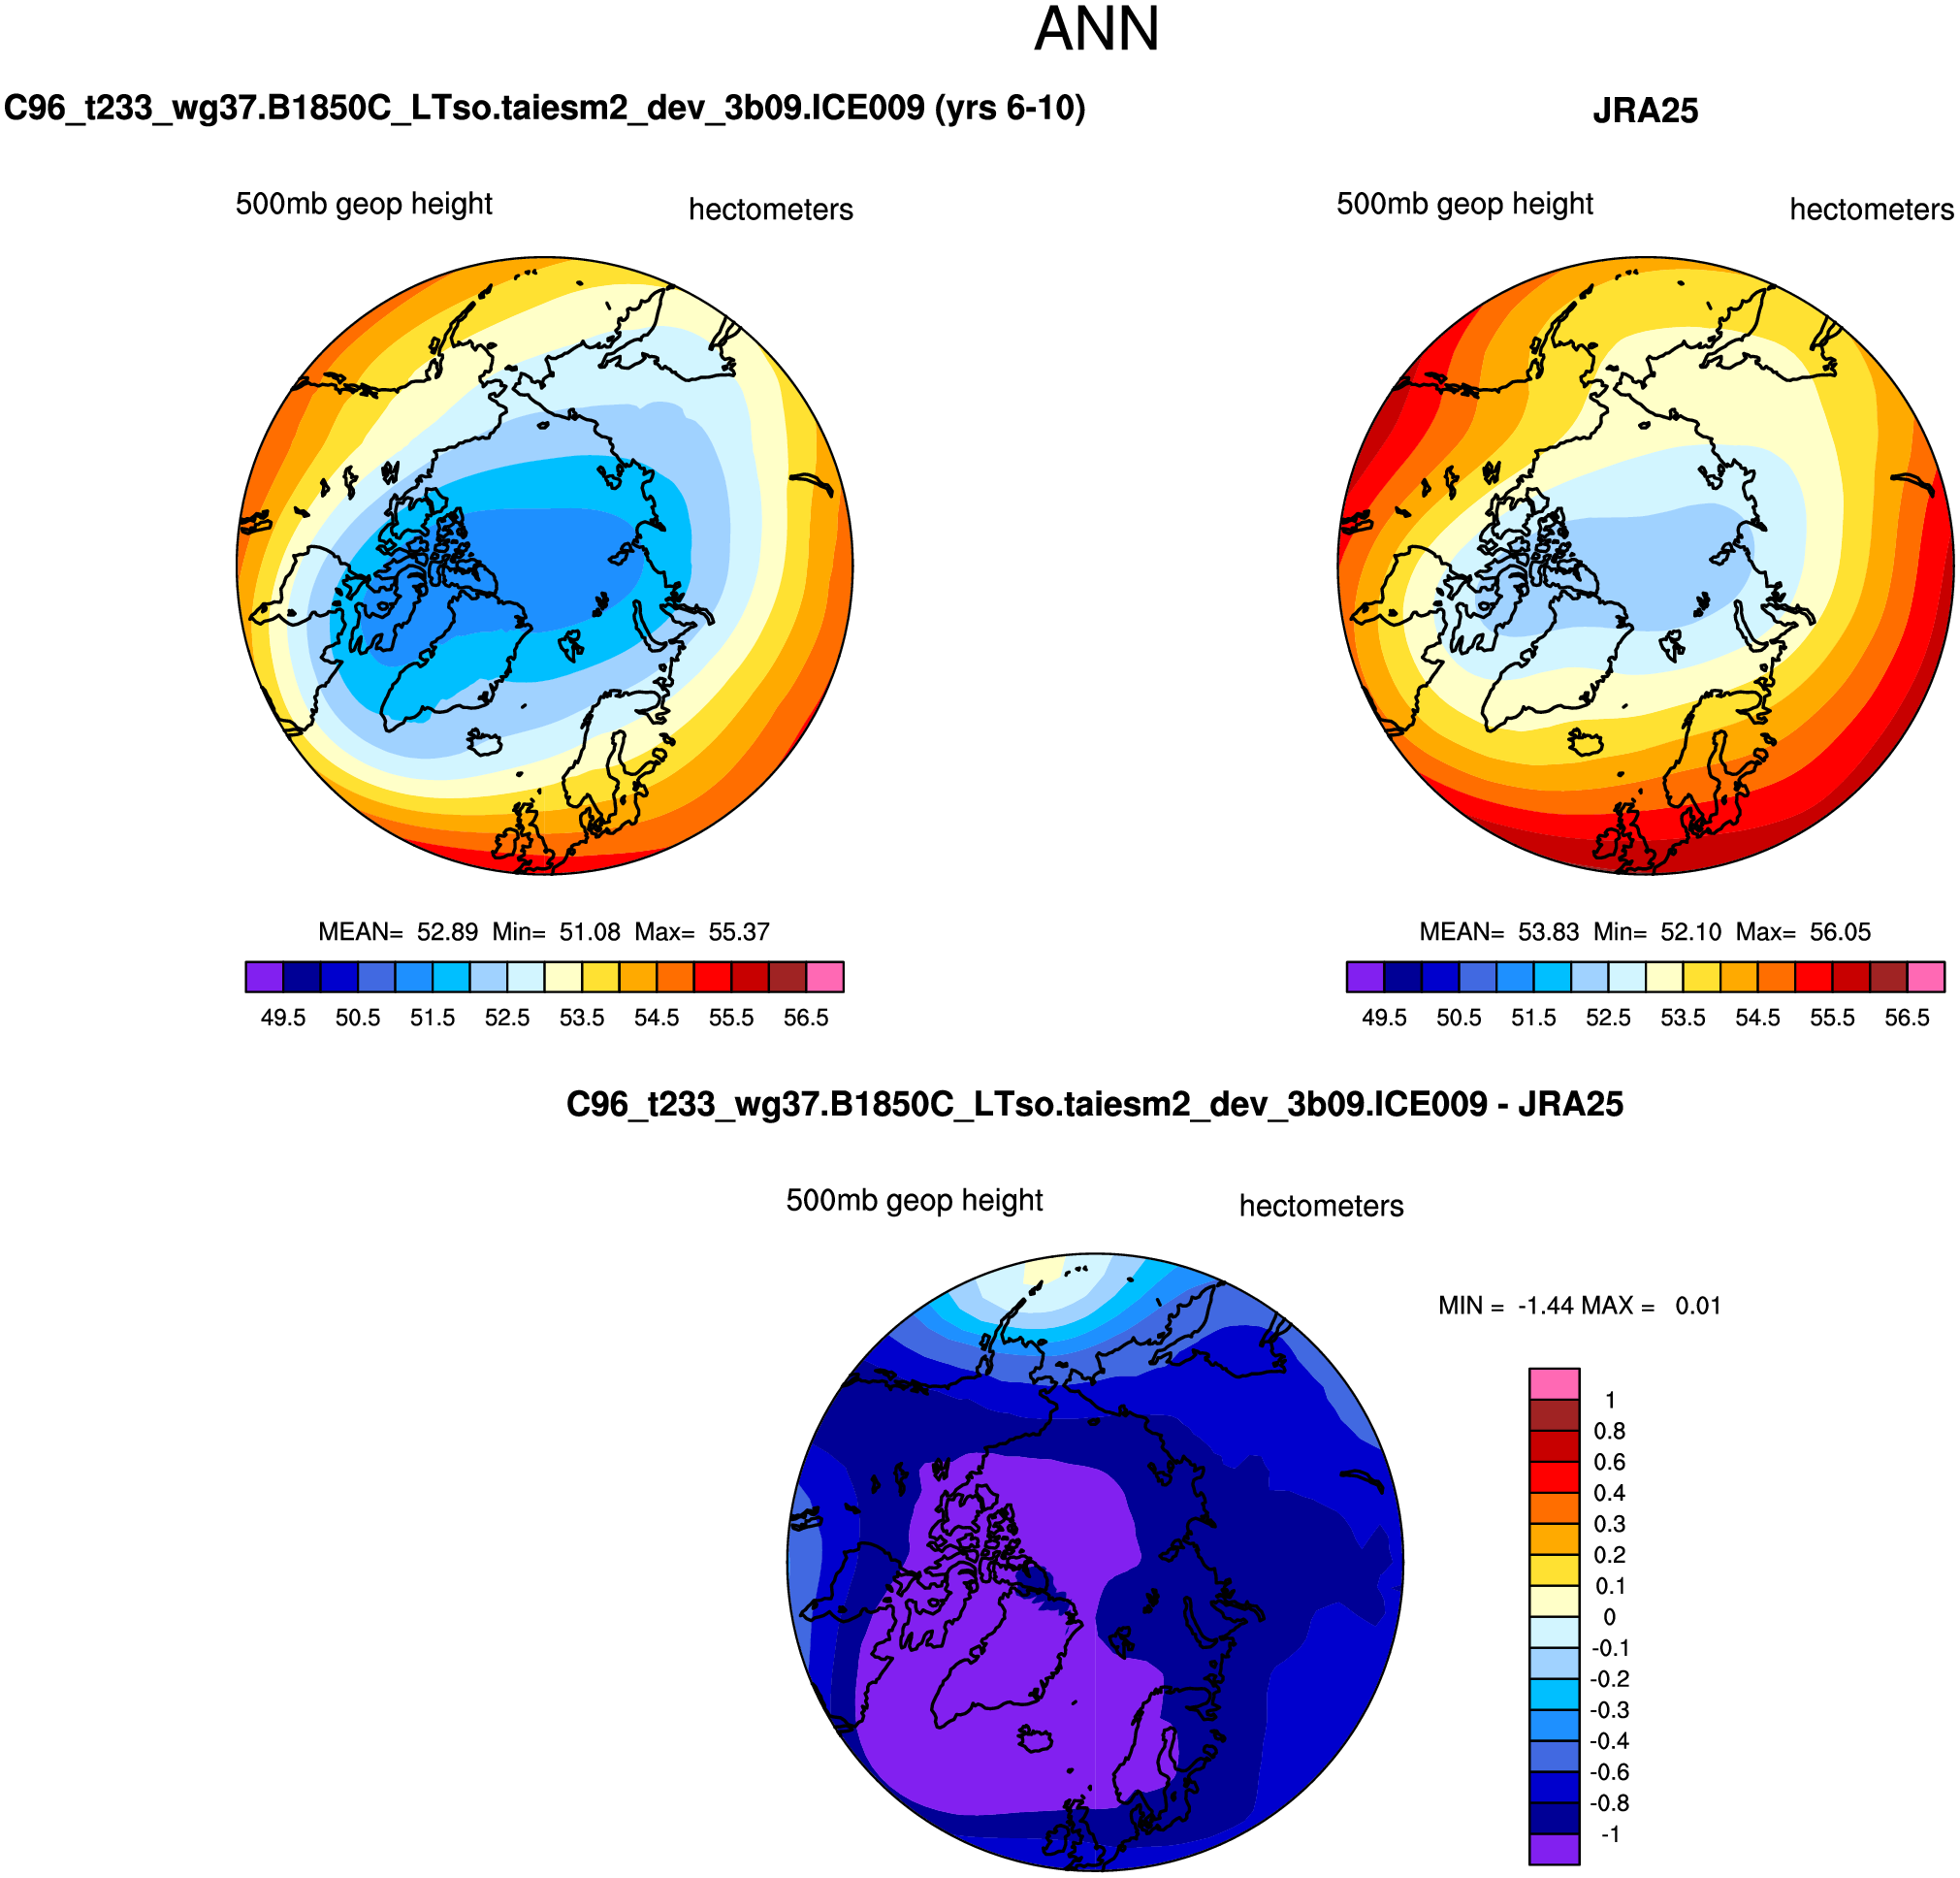 ANN
C96_t233_wg37.B1850C_LTso.taiesm2_dev_3b09.ICE009 (yrs 6-10)
JRA25
500mb geop height hectometers
500mb geop height hectometers
MEAN= 52.89 Min= 51.08 Max= 55.37
MEAN= 53.83 Min= 52.10 Max= 56.05
49.5 50.5 51.5 52.5 53.5 54.5 55.5 56.5
49.5 50.5 51.5 52.5 53.5 54.5 55.5 56.5
C96_t233_wg37.B1850C_LTso.taiesm2_dev_3b09.ICE009 - JRA25
500mb geop height hectometers
MIN = -1.44 MAX = 0.01
1
0.8
0.6
0.4
0.3
0.2
0.1
0
-0.1
-0.2
-0.3
-0.4
-0.6
-0.8
-1